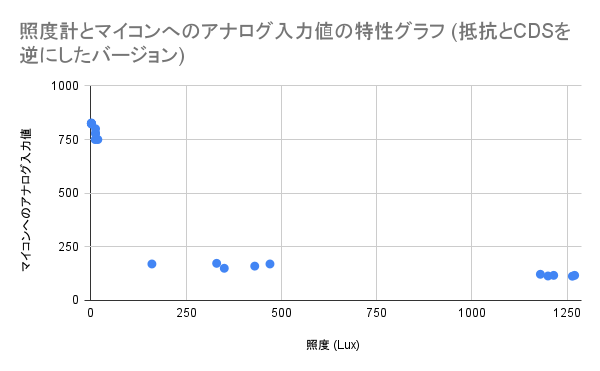 照度計とマイコンへのアナログ入力値の特性グラフ (抵抗とCDSを
逆にしたバージョン)
マイコンへのアナログ入力値
1000
750
500
250
0
0 250 500 750 1000 1250
照度 (Lux)